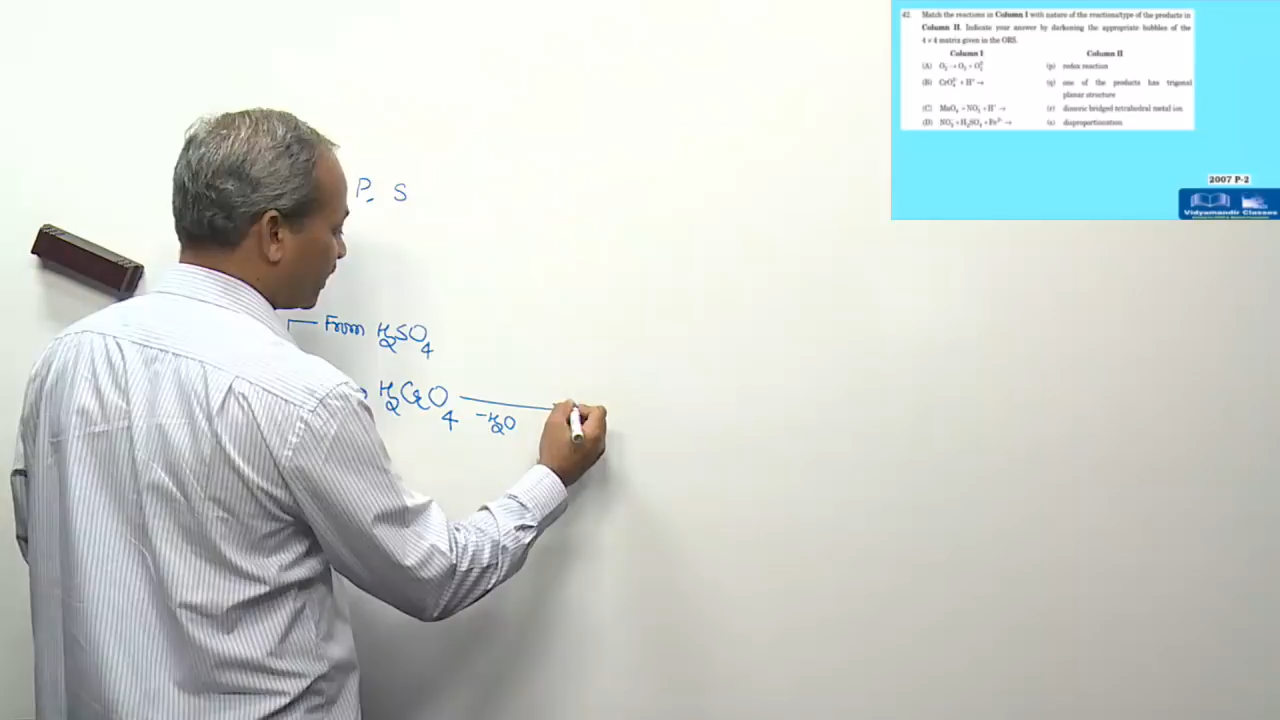 P, S
From H2SO4
H2CrO4 -H2O
42. Match the reactions in Column I with nature of the reactions/type of the products in
Column II. Indicate your answer by darkening the appropriate bubbles of the
4 × 4 matrix given in the ORS.
Column I Column II
(A) O2⁻ → O2 + O2²⁻ (p) redox reaction
(B) CrO4²⁻ + H⁺ → (q) one of the products has trigonal
planar structure
(C) MnO4⁻ + NO2⁻ + H⁺ → (r) dimeric bridged tetrahedral metal ion
(D) NO3⁻ + H2SO4 + Fe²⁺ → (s) disproportionation
2007 P-2
Vidyamandir Classes